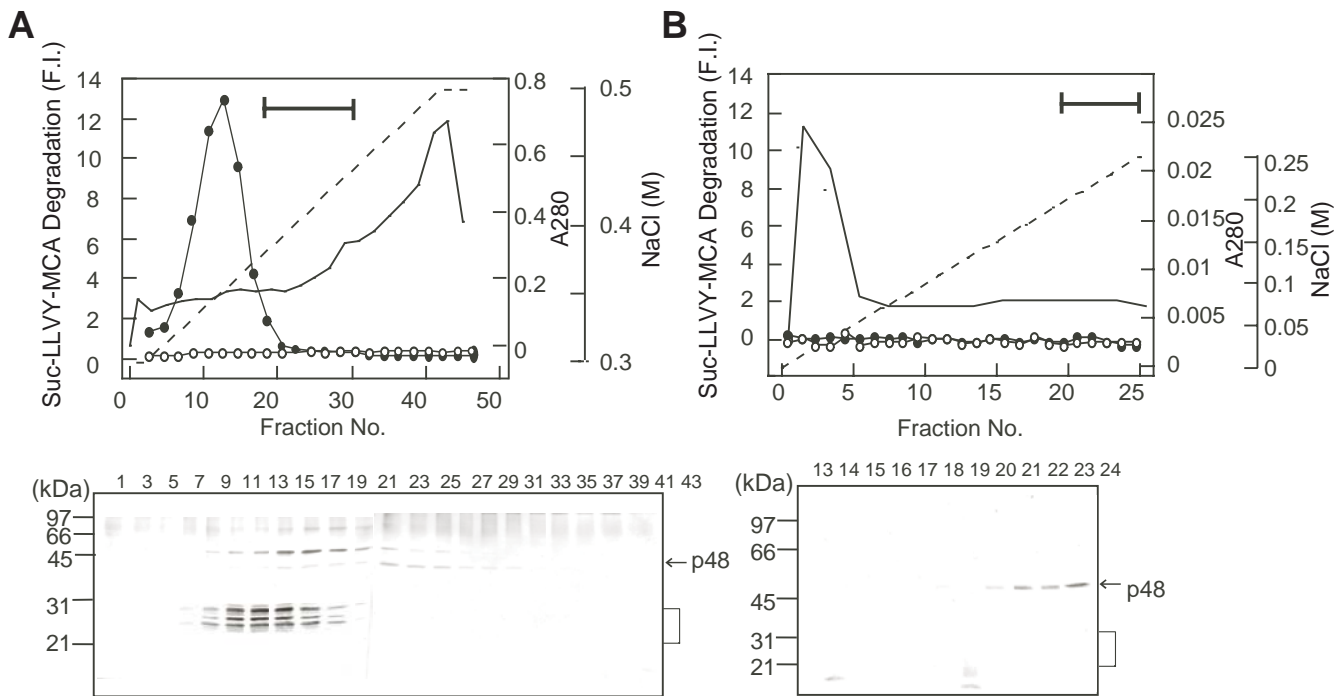 A
Suc-LLVY-MCA Degradation (F.I.)
14
12
10
8
6
4
2
0
0 10 20 30 40 50
Fraction No.
0.8
0.6
0.4
0.2
0
A280
0.5
0.4
0.3
NaCl (M)
(kDa)
1 3 5 7 9 11 13 15 17 19 21 23 25 27 29 31 33 35 37 39 41 43
97
66
45
31
21
p48
B
Suc-LLVY-MCA Degradation (F.I.)
14
12
10
8
6
4
2
0
0 5 10 15 20 25
Fraction No.
0.025
0.02
0.015
0.01
0.005
0
A280
0.25
0.2
0.15
0.1
0.05
0
NaCl (M)
(kDa)
13 14 15 16 17 18 19 20 21 22 23 24
97
66
45
31
21
p48